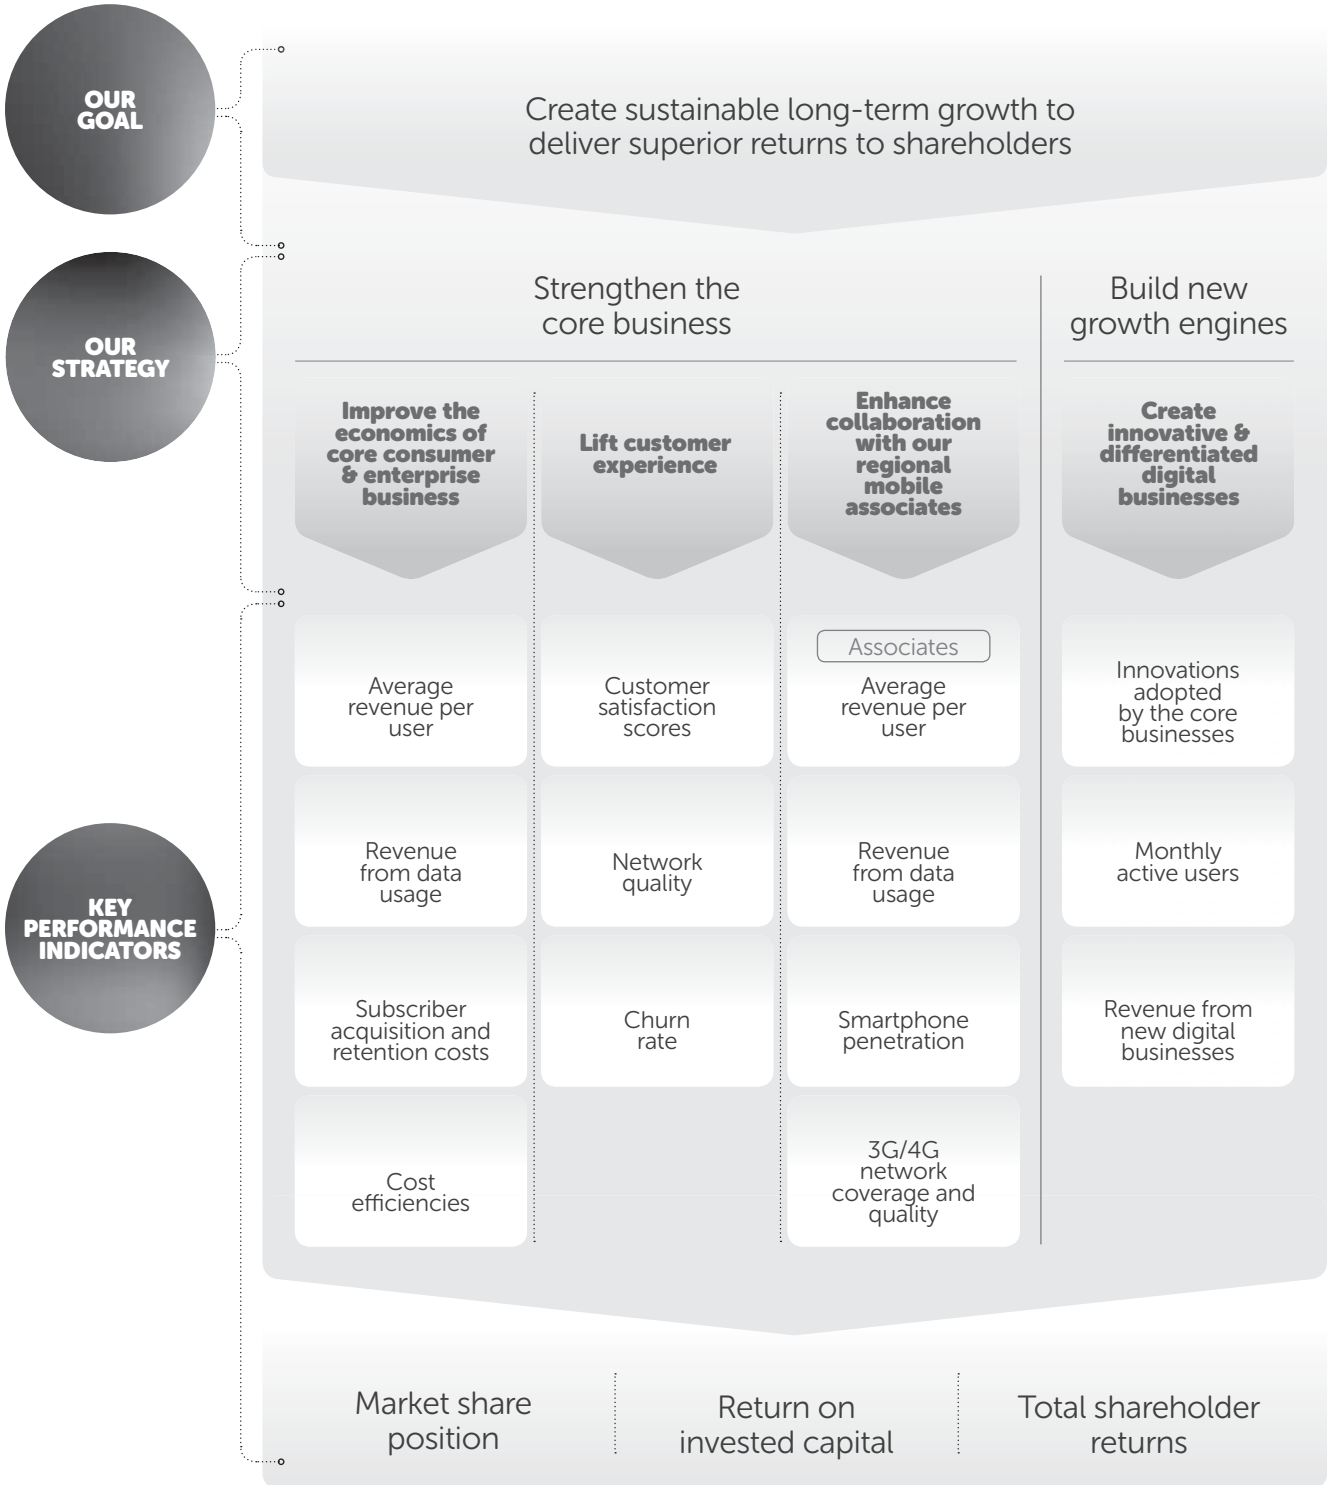 OUR
GOAL
Create sustainable long-term growth to
deliver superior returns to shareholders
OUR
STRATEGY
Strengthen the
core business
Build new
growth engines
Improve the
economics of
core consumer
& enterprise
business
Lift customer
experience
Enhance
collaboration
with our
regional
mobile
associates
Create
innovative &
differentiated
digital
businesses
KEY
PERFORMANCE
INDICATORS
Average
revenue per
user
Customer
satisfaction
scores
Associates
Average
revenue per
user
Innovations
adopted
by the core
businesses
Revenue
from data
usage
Network
quality
Revenue
from data
usage
Monthly
active users
Subscriber
acquisition and
retention costs
Churn
rate
Smartphone
penetration
Revenue from
new digital
businesses
Cost
efficiencies
3G/4G
network
coverage and
quality
Market share
position
Return on
invested capital
Total shareholder
returns